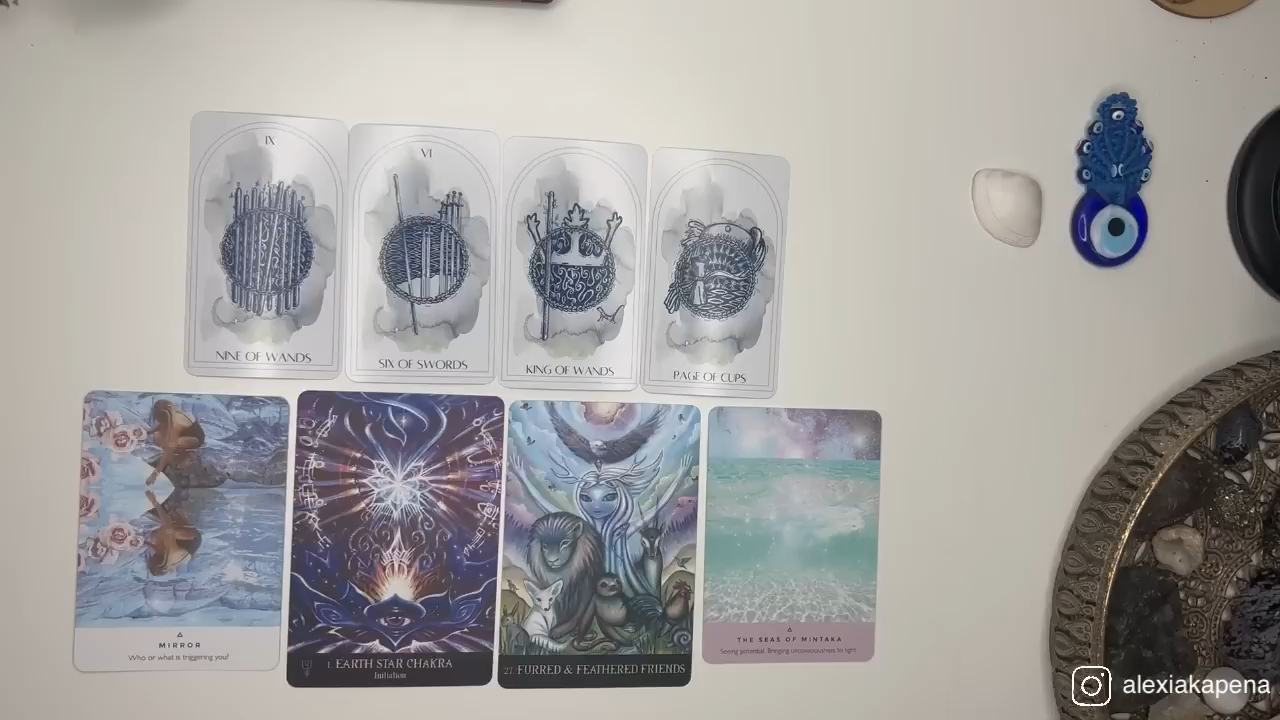 IX
VI
NINE OF WANDS
SIX OF SWORDS
KING OF WANDS
PAGE OF CUPS
MIRROR
Who or what is triggering you?
1. EARTH STAR CHAKRA
Initiation
27. FURRED & FEATHERED FRIENDS
THE SEAS OF MINTAKA
Seeing potential. Bringing unconsciousness to light
alexiakapena